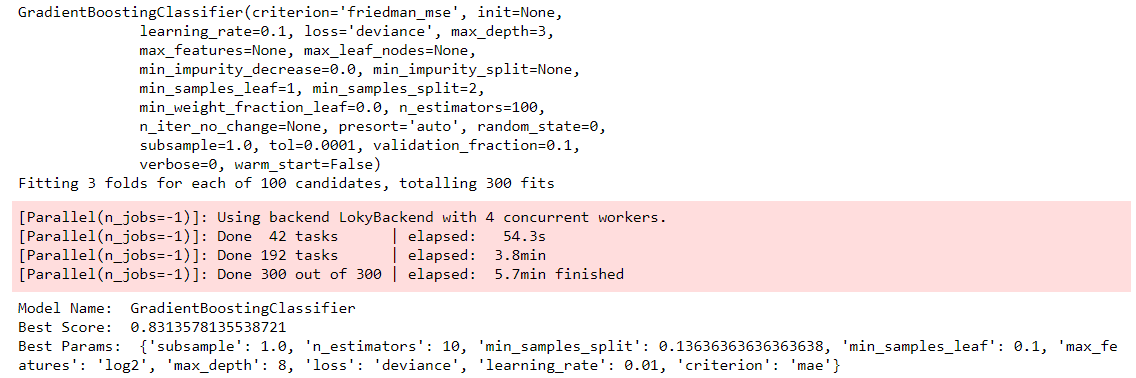 GradientBoostingClassifier(criterion='friedman_mse', init=None,
learning_rate=0.1, loss='deviance', max_depth=3,
max_features=None, max_leaf_nodes=None,
min_impurity_decrease=0.0, min_impurity_split=None,
min_samples_leaf=1, min_samples_split=2,
min_weight_fraction_leaf=0.0, n_estimators=100,
n_iter_no_change=None, presort='auto', random_state=0,
subsample=1.0, tol=0.0001, validation_fraction=0.1,
verbose=0, warm_start=False)
Fitting 3 folds for each of 100 candidates, totalling 300 fits
[Parallel(n_jobs=-1)]: Using backend LokyBackend with 4 concurrent workers.
[Parallel(n_jobs=-1)]: Done  42 tasks      | elapsed:   54.3s
[Parallel(n_jobs=-1)]: Done 192 tasks      | elapsed:  3.8min
[Parallel(n_jobs=-1)]: Done 300 out of 300 | elapsed:  5.7min finished
Model Name:  GradientBoostingClassifier
Best Score:  0.8313578135538721
Best Params:  {'subsample': 1.0, 'n_estimators': 10, 'min_samples_split': 0.13636363636363638, 'min_samples_leaf': 0.1, 'max_fe
atures': 'log2', 'max_depth': 8, 'loss': 'deviance', 'learning_rate': 0.01, 'criterion': 'mae'}